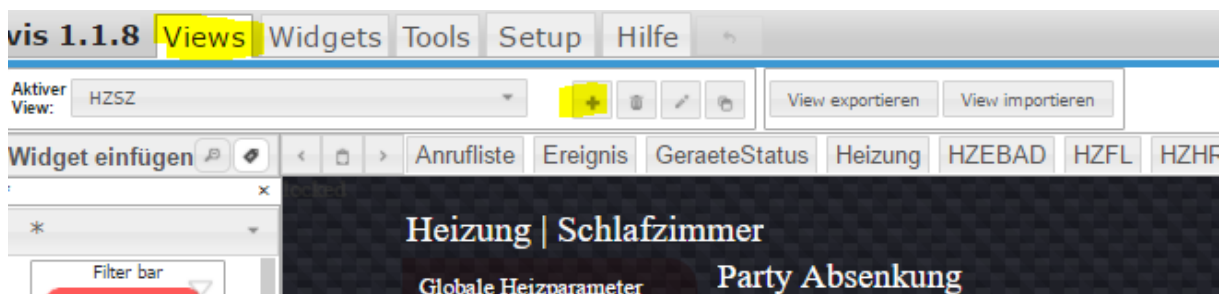 vis 1.1.8 Views Widgets Tools Setup Hilfe
Aktiver View: HZSZ View exportieren View importieren
Widget einfügen Anrufliste Ereignis GeraeteStatus Heizung HZEBAD HZFL HZHR
*
Heizung | Schlafzimmer
Filter bar
Globale Heizparameter Party Absenkung